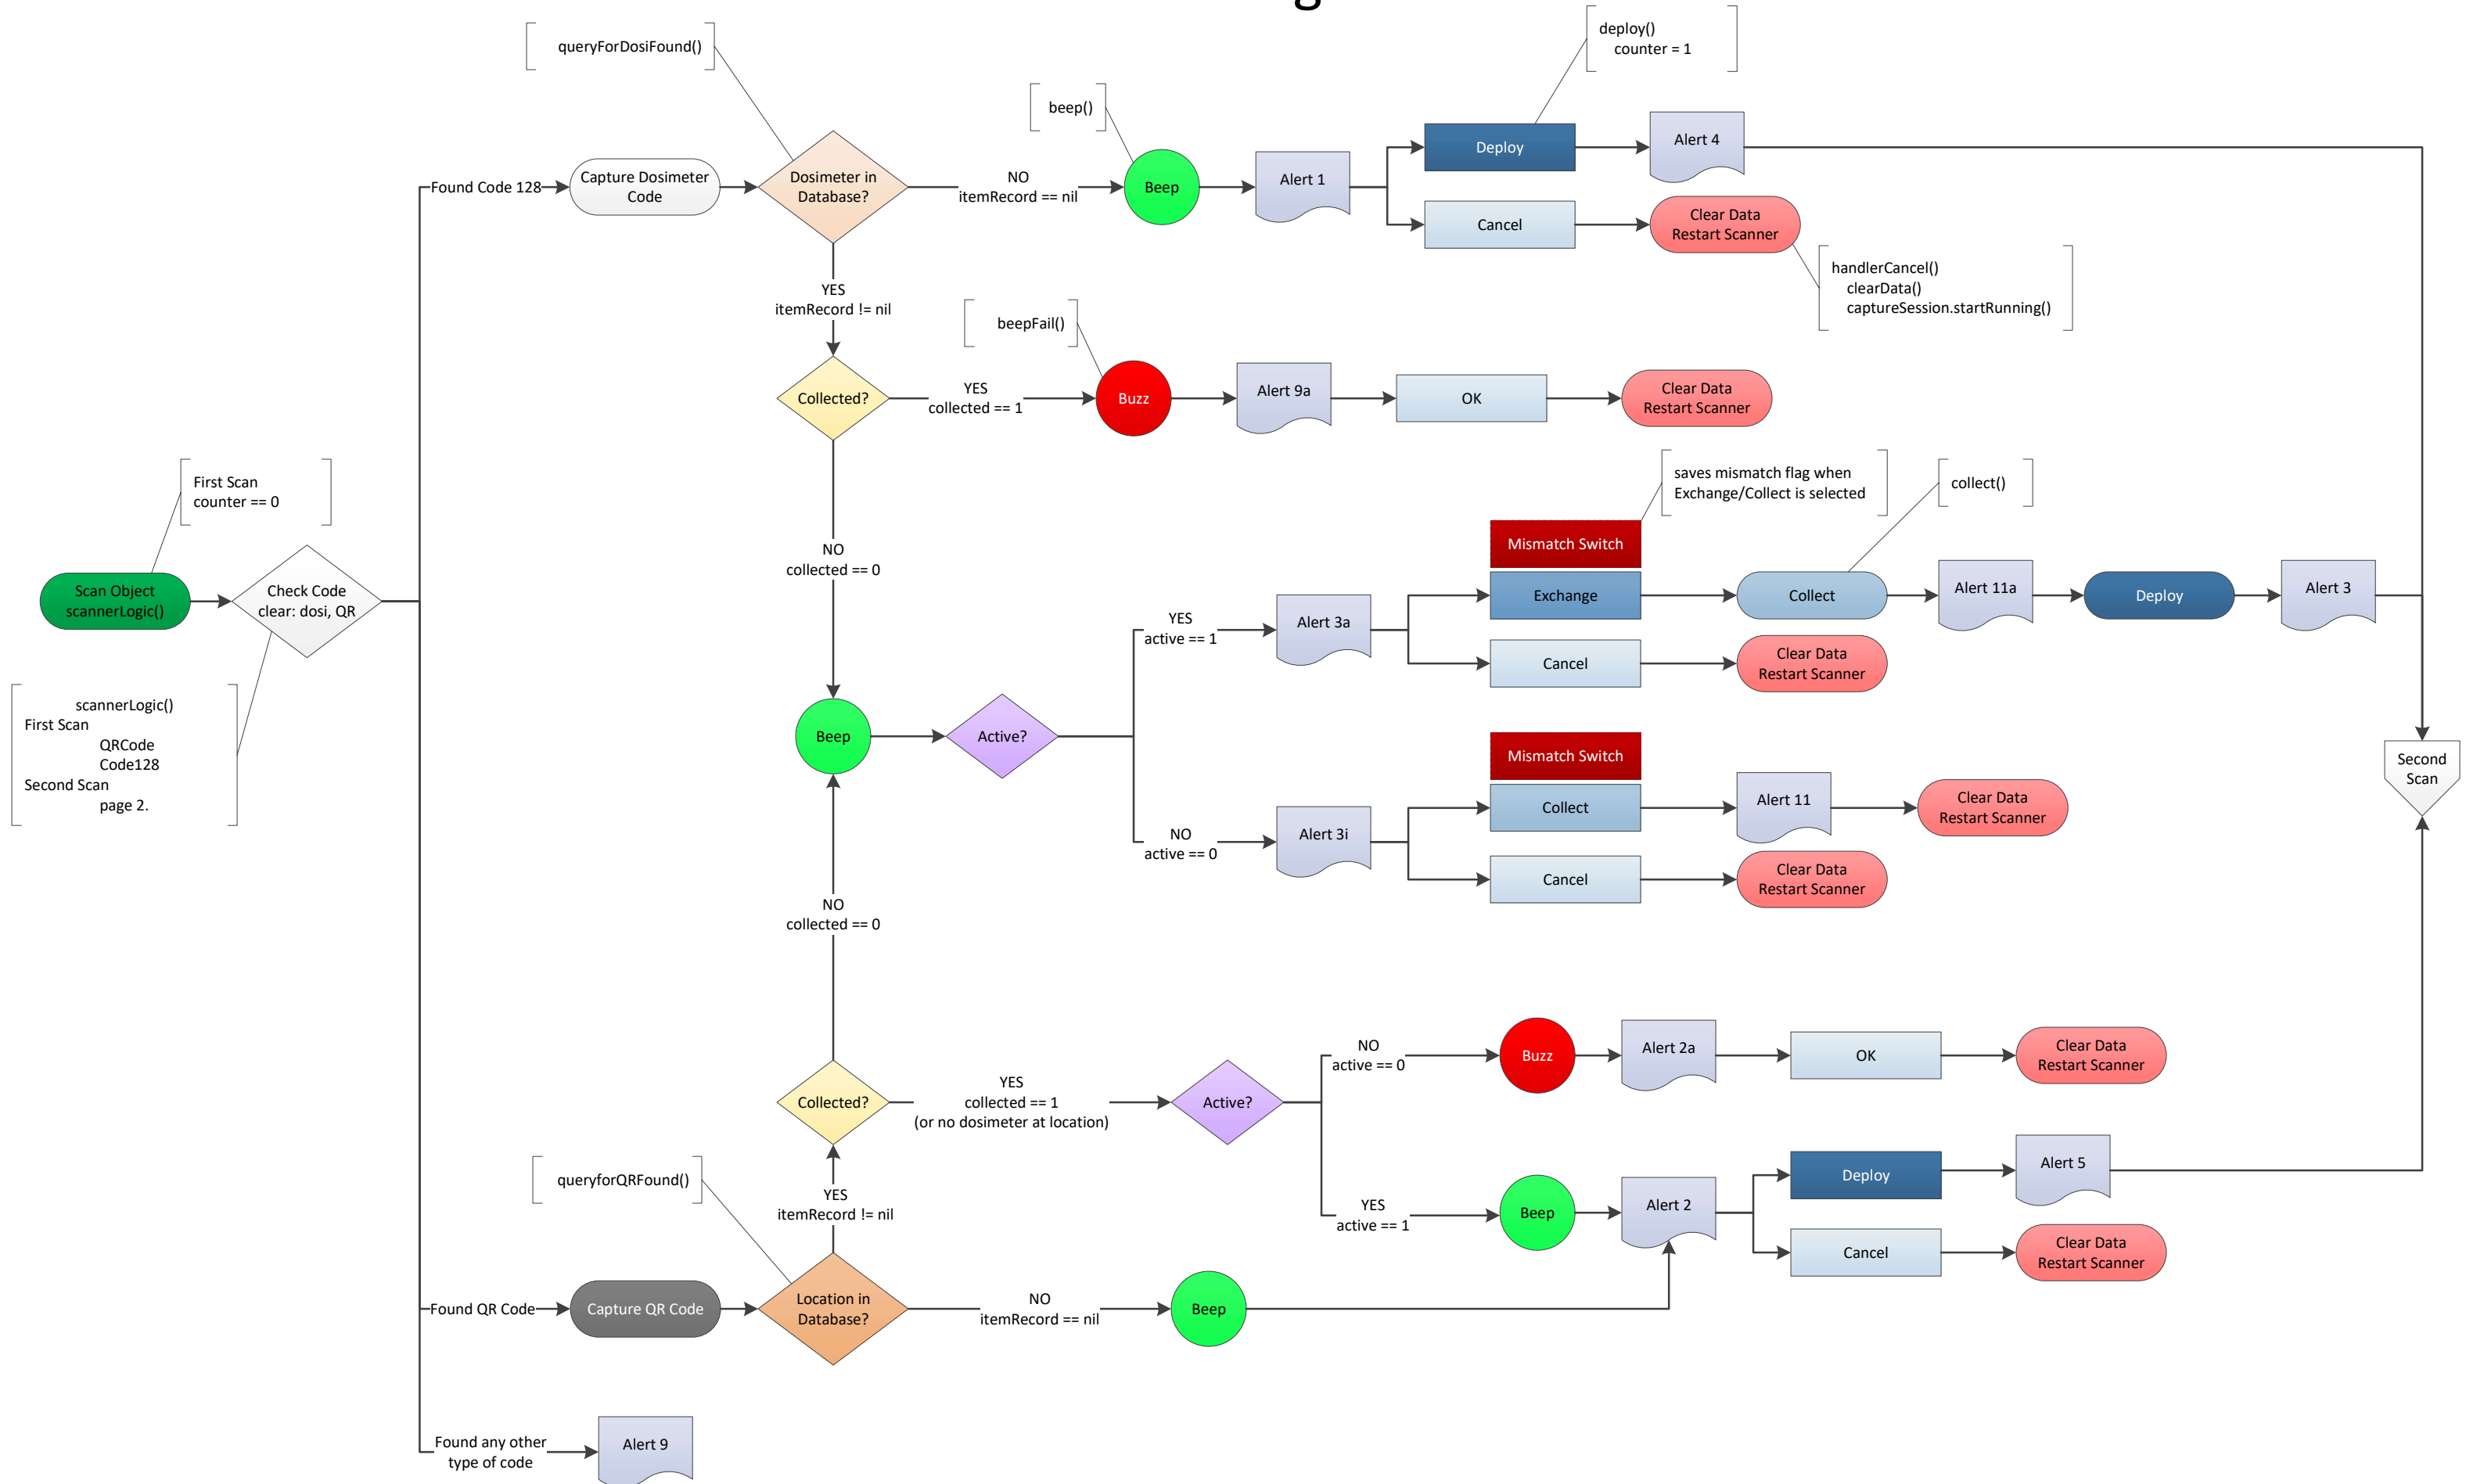 queryForDosiFound()
deploy()
counter = 1
beep()
Found Code 128
Capture Dosimeter
Code
Dosimeter in
Database?
NO
itemRecord == nil
Beep
Alert 1
Deploy
Alert 4
Cancel
Clear Data
Restart Scanner
handlerCancel()
clearData()
captureSession.startRunning()
YES
itemRecord != nil
beepFail()
Collected?
YES
collected == 1
Buzz
Alert 9a
OK
Clear Data
Restart Scanner
First Scan
counter == 0
saves mismatch flag when
Exchange/Collect is selected
collect()
NO
collected == 0
Mismatch Switch
Scan Object
scannerLogic()
Check Code
clear: dosi, QR
YES
active == 1
Alert 3a
Exchange
Collect
Alert 11a
Deploy
Alert 3
Cancel
Clear Data
Restart Scanner
scannerLogic()
First Scan
QRCode
Code128
Second Scan
page 2.
Beep
Active?
Mismatch Switch
Second
Scan
NO
active == 0
Alert 3i
Collect
Alert 11
Clear Data
Restart Scanner
Cancel
Clear Data
Restart Scanner
NO
collected == 0
Collected?
YES
collected == 1
(or no dosimeter at location)
Active?
NO
active == 0
Buzz
Alert 2a
OK
Clear Data
Restart Scanner
queryforQRFound()
YES
itemRecord != nil
YES
active == 1
Beep
Alert 2
Deploy
Alert 5
Cancel
Clear Data
Restart Scanner
Found QR Code
Capture QR Code
Location in
Database?
NO
itemRecord == nil
Beep
Found any other
type of code
Alert 9